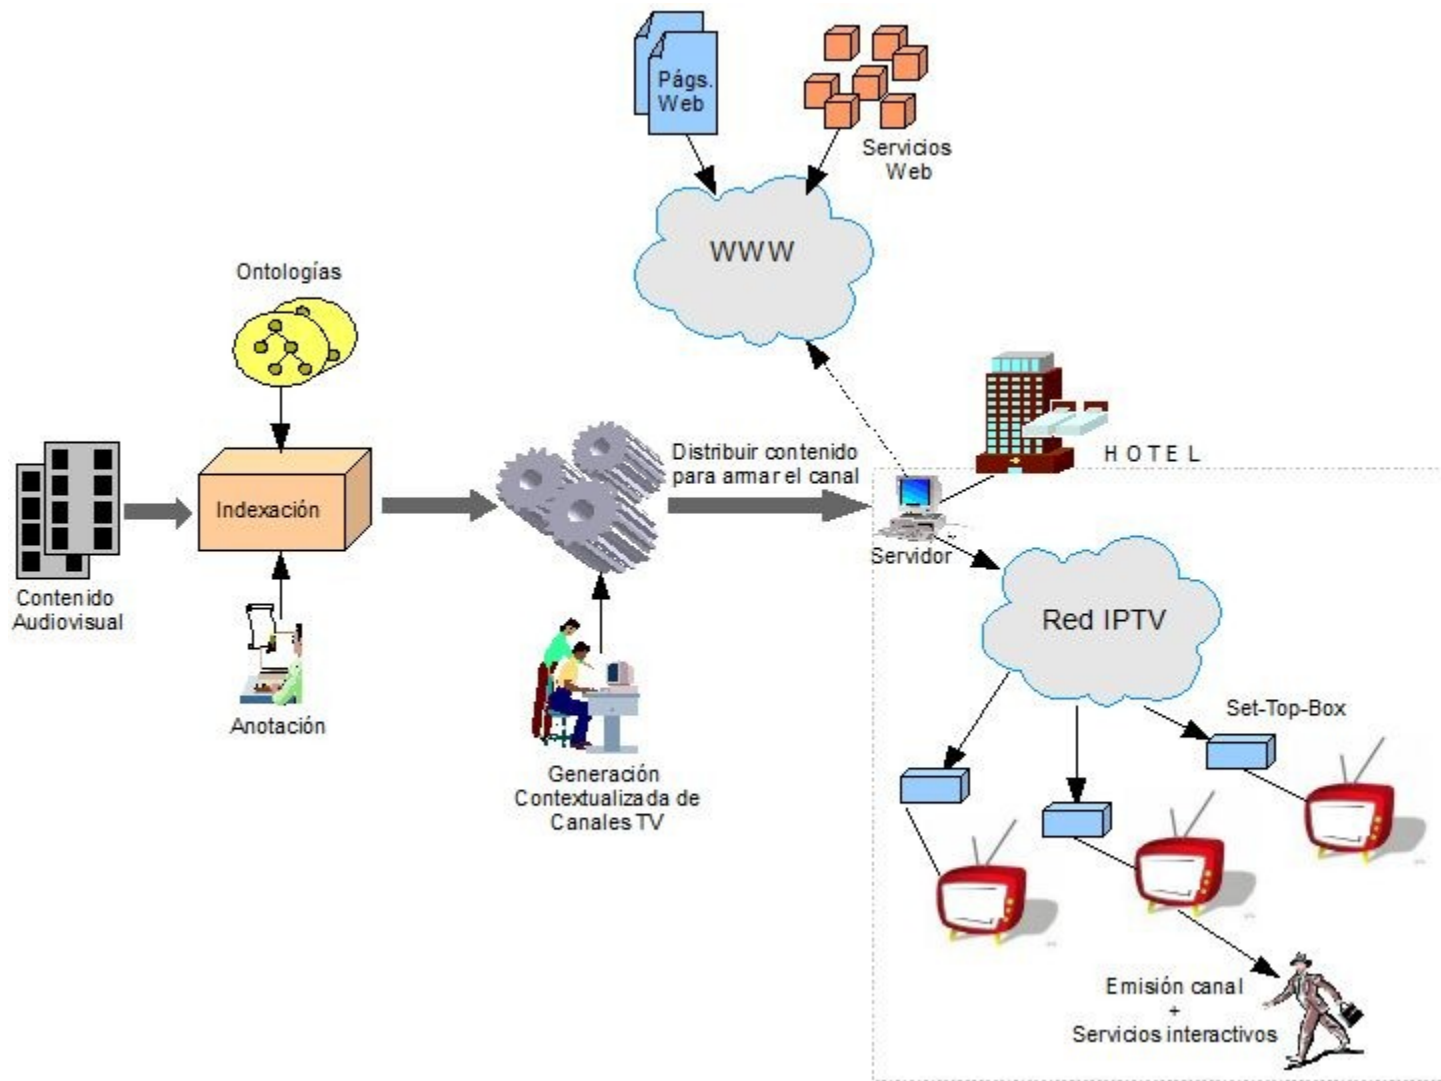 Págs.
Web
Servicios
Web
WWW
Ontologías
HOTEL
Distribuir contenido
para armar el canal
Indexación
Servidor
Contenido
Audiovisual
Red IPTV
Anotación
Set-Top-Box
Generación
Contextualizada de
Canales TV
Emisión canal
+
Servicios interactivos